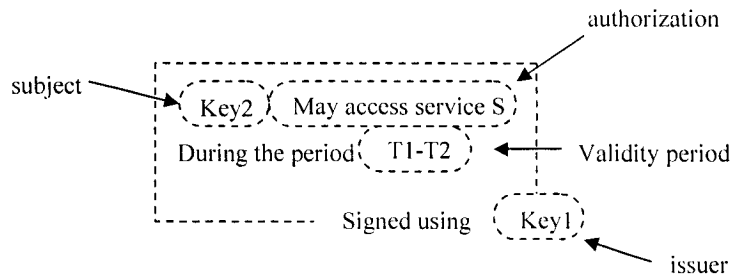 authorization
subject
Key2 May access service S
During the period T1-T2 Validity period
Signed using Key1
issuer